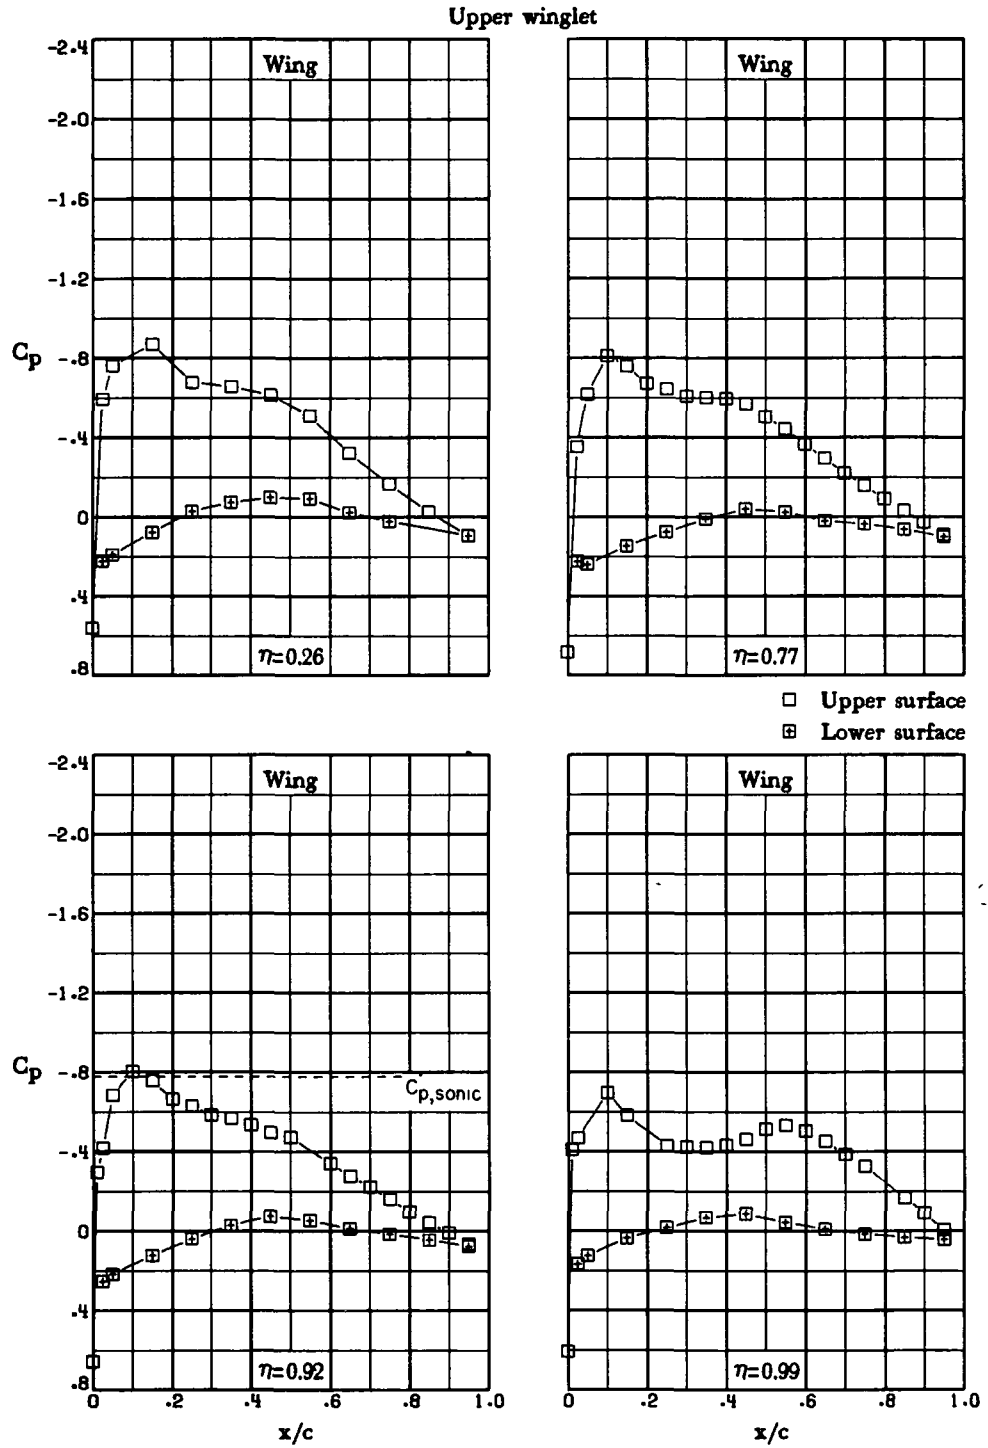 Upper winglet
Wing
Wing
-2.4
-2.0
-1.6
-1.2
-.8
-.4
0
.4
.8
Cp
η=0.26
η=0.77
Upper surface
Lower surface
Wing
Wing
-2.4
-2.0
-1.6
-1.2
-.8
-.4
0
.4
.8
Cp
Cp,sonic
η=0.92
η=0.99
0 .2 .4 .6 .8 1.0
0 .2 .4 .6 .8 1.0
x/c
x/c